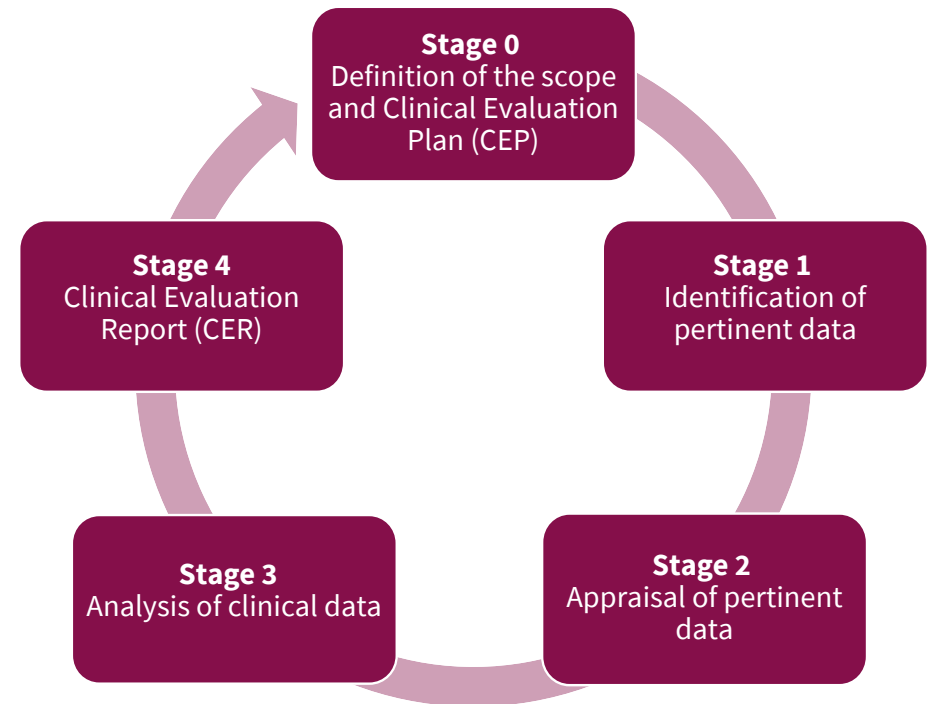 Stage 0
Definition of the scope
and Clinical Evaluation
Plan (CEP)
Stage 1
Identification of
pertinent data
Stage 2
Appraisal of pertinent
data
Stage 3
Analysis of clinical data
Stage 4
Clinical Evaluation
Report (CER)